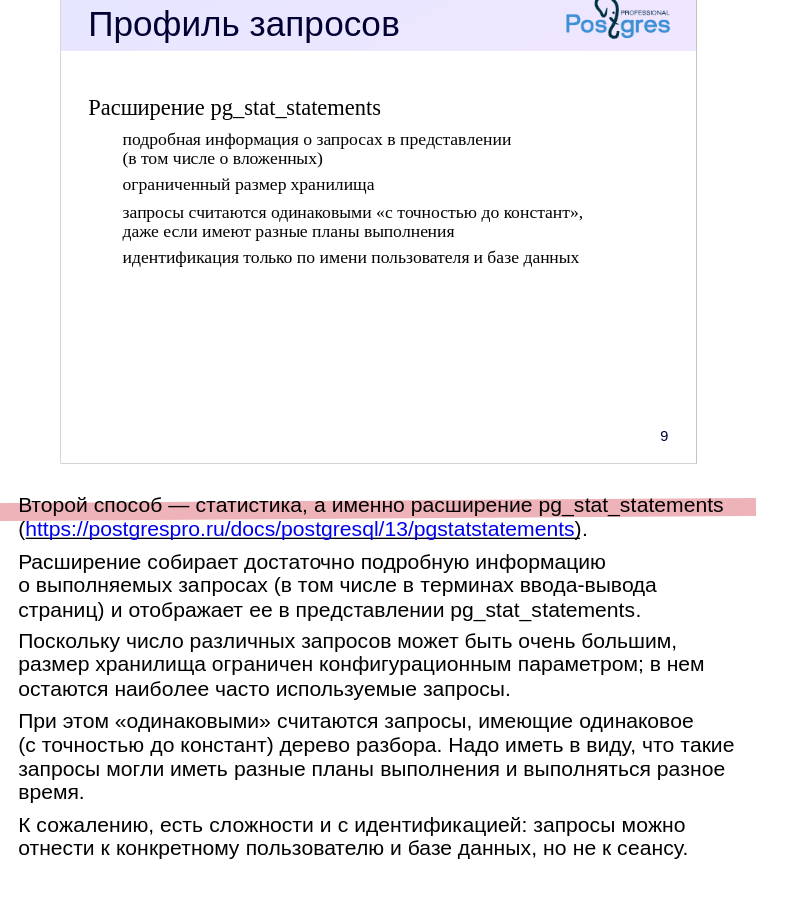 Профиль запросов
PROFESSIONAL
Postgres
Расширение pg_stat_statements
подробная информация о запросах в представлении
(в том числе о вложенных)
ограниченный размер хранилища
запросы считаются одинаковыми «с точностью до констант»,
даже если имеют разные планы выполнения
идентификация только по имени пользователя и базе данных
9
Второй способ — статистика, а именно расширение pg_stat_statements
(https://postgrespro.ru/docs/postgresql/13/pgstatstatements).
Расширение собирает достаточно подробную информацию
о выполняемых запросах (в том числе в терминах ввода-вывода
страниц) и отображает ее в представлении pg_stat_statements.
Поскольку число различных запросов может быть очень большим,
размер хранилища ограничен конфигурационным параметром; в нем
остаются наиболее часто используемые запросы.
При этом «одинаковыми» считаются запросы, имеющие одинаковое
(с точностью до констант) дерево разбора. Надо иметь в виду, что такие
запросы могли иметь разные планы выполнения и выполняться разное
время.
К сожалению, есть сложности и с идентификацией: запросы можно
отнести к конкретному пользователю и базе данных, но не к сеансу.